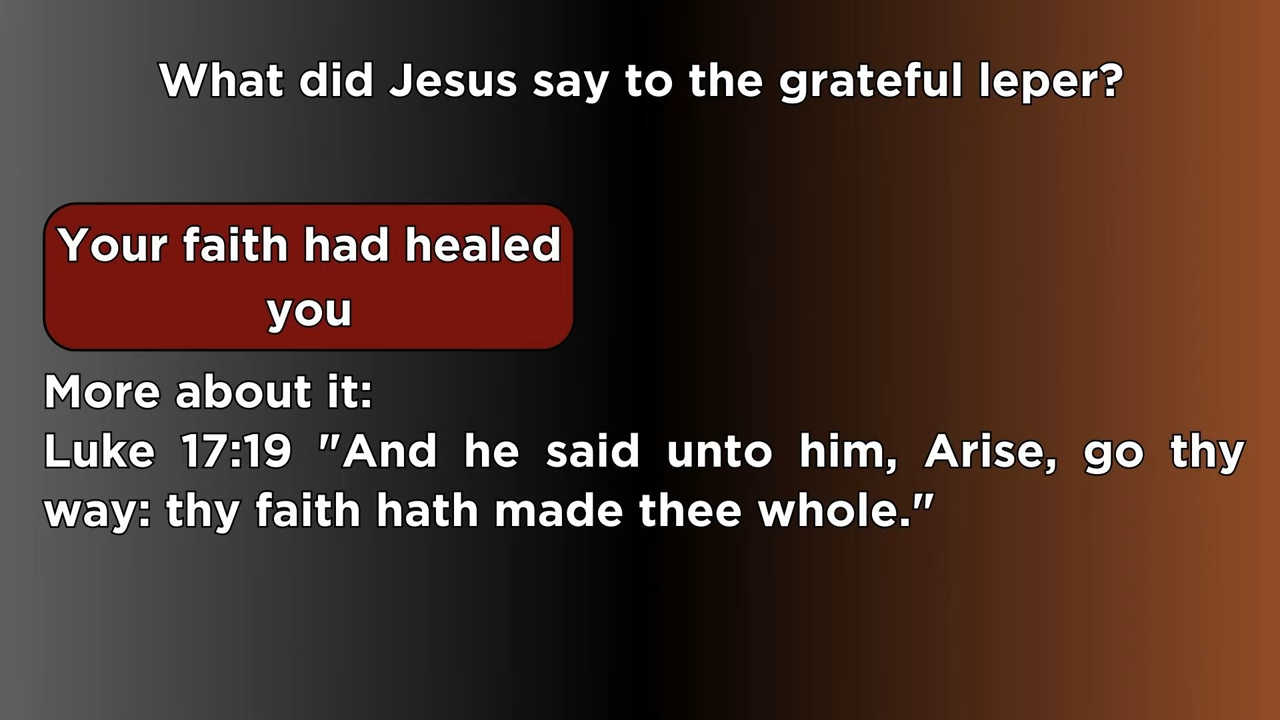 What did Jesus say to the grateful leper?
Your faith had healed
you
More about it:
Luke 17:19 "And he said unto him, Arise, go thy
way: thy faith hath made thee whole."